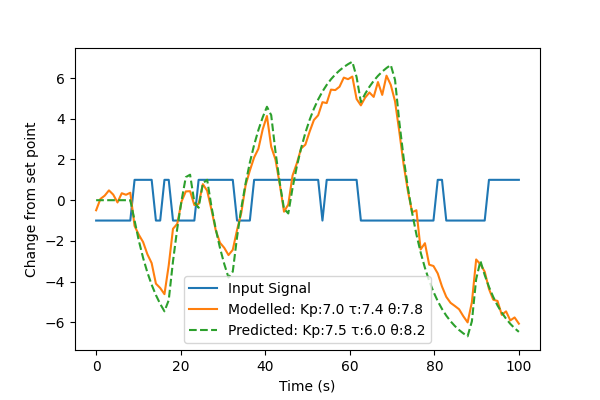 6
4
2
0
−2
−4
−6
Change from set point
Input Signal
Modelled: Kp:7.0 τ:7.4 θ:7.8
Predicted: Kp:7.5 τ:6.0 θ:8.2
0 20 40 60 80 100
Time (s)